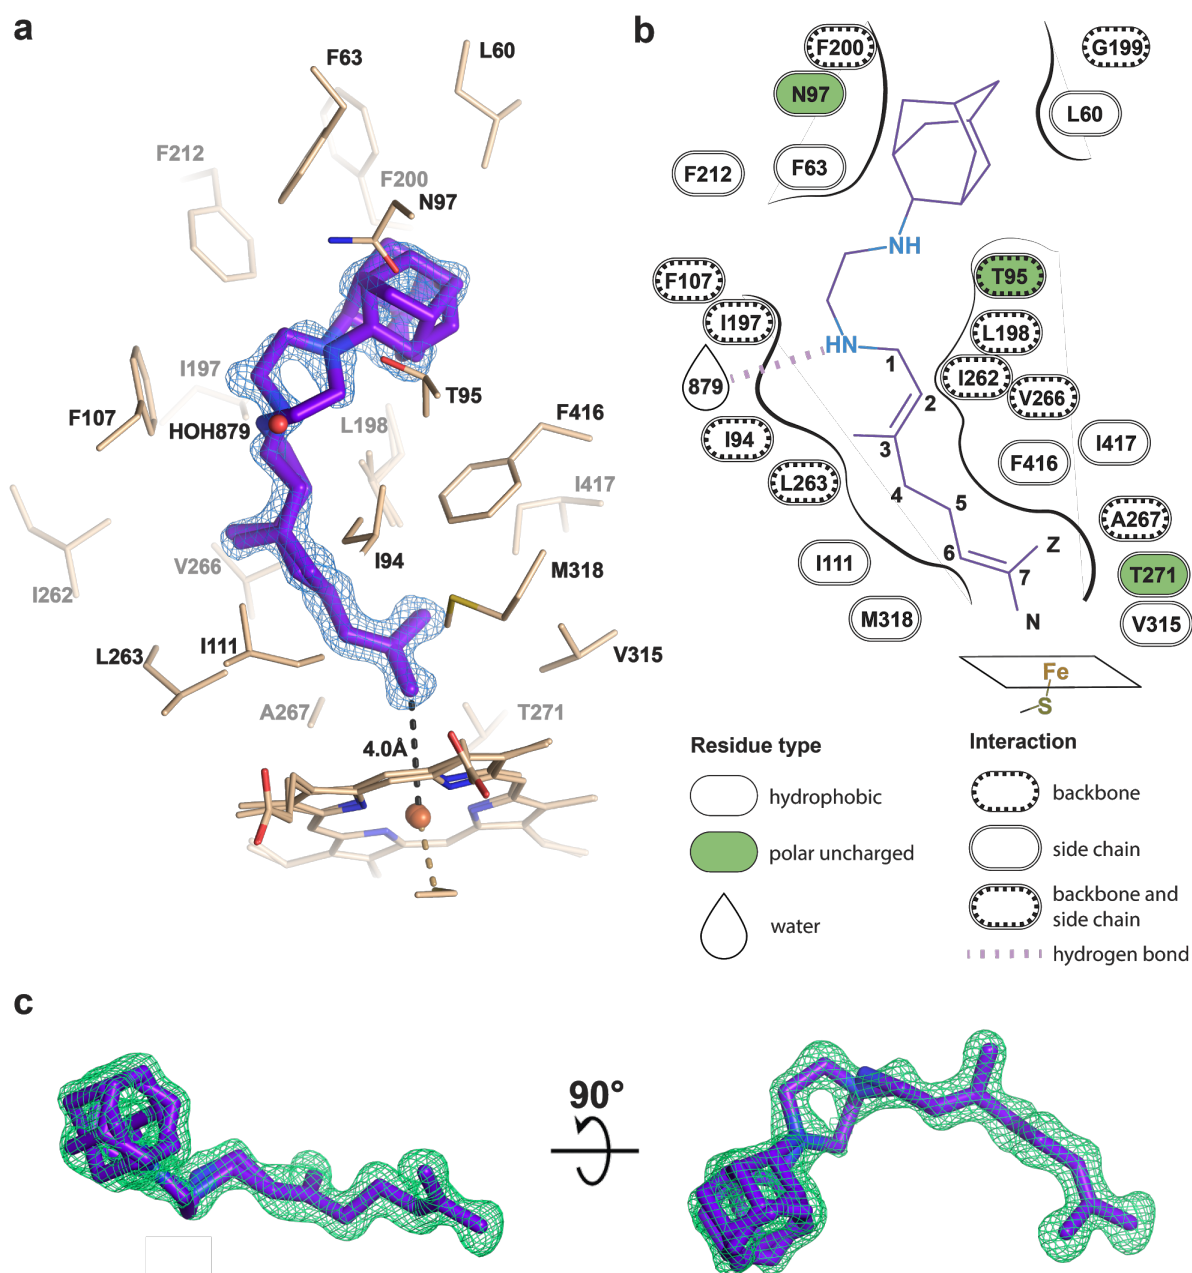 a
F63
L60
F212
F200
N97
I197
T95
F107
HOH879
L198
F416
I417
I94
V266
I262
M318
I111
L263
V315
A267
T271
4.0Å
b
F200
G199
N97
L60
F63
F212
NH
F107
T95
I197
L198
HN
1
879
I262
2
V266
I94
3
I417
F416
L263
4
5
A267
6
Z
I111
7
T271
M318
N
V315
Fe
S
Residue type
hydrophobic
polar uncharged
water
Interaction
backbone
side chain
backbone and
side chain
hydrogen bond
c
90°